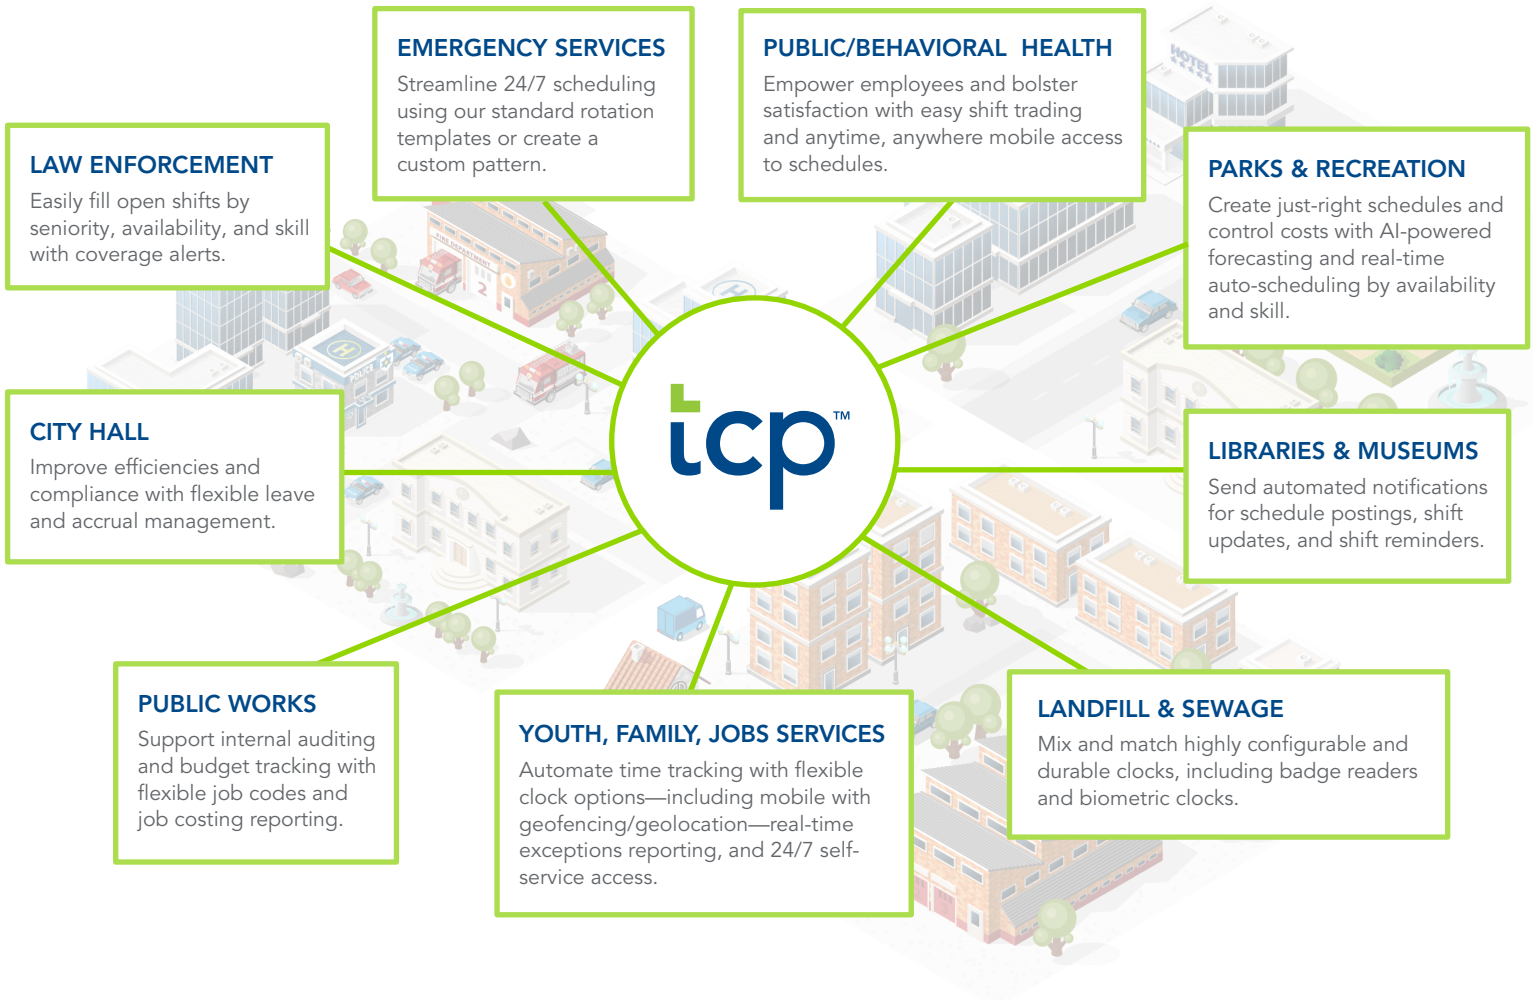 EMERGENCY SERVICES
Streamline 24/7 scheduling
using our standard rotation
templates or create a
custom pattern.
PUBLIC/BEHAVIORAL HEALTH
Empower employees and bolster
satisfaction with easy shift trading
and anytime, anywhere mobile access
to schedules.
HOTEL
LAW ENFORCEMENT
Easily fill open shifts by
seniority, availability, and skill
with coverage alerts.
PARKS & RECREATION
Create just-right schedules and
control costs with AI-powered
forecasting and real-time
auto-scheduling by availability
and skill.
FIRE DEPARTMENT
2
H
H
POLICE
tcp™
CITY HALL
Improve efficiencies and
compliance with flexible leave
and accrual management.
LIBRARIES & MUSEUMS
Send automated notifications
for schedule postings, shift
updates, and shift reminders.
PUBLIC WORKS
Support internal auditing
and budget tracking with
flexible job codes and
job costing reporting.
YOUTH, FAMILY, JOBS SERVICES
Automate time tracking with flexible
clock options—including mobile with
geofencing/geolocation—real-time
exceptions reporting, and 24/7 self-
service access.
LANDFILL & SEWAGE
Mix and match highly configurable and
durable clocks, including badge readers
and biometric clocks.